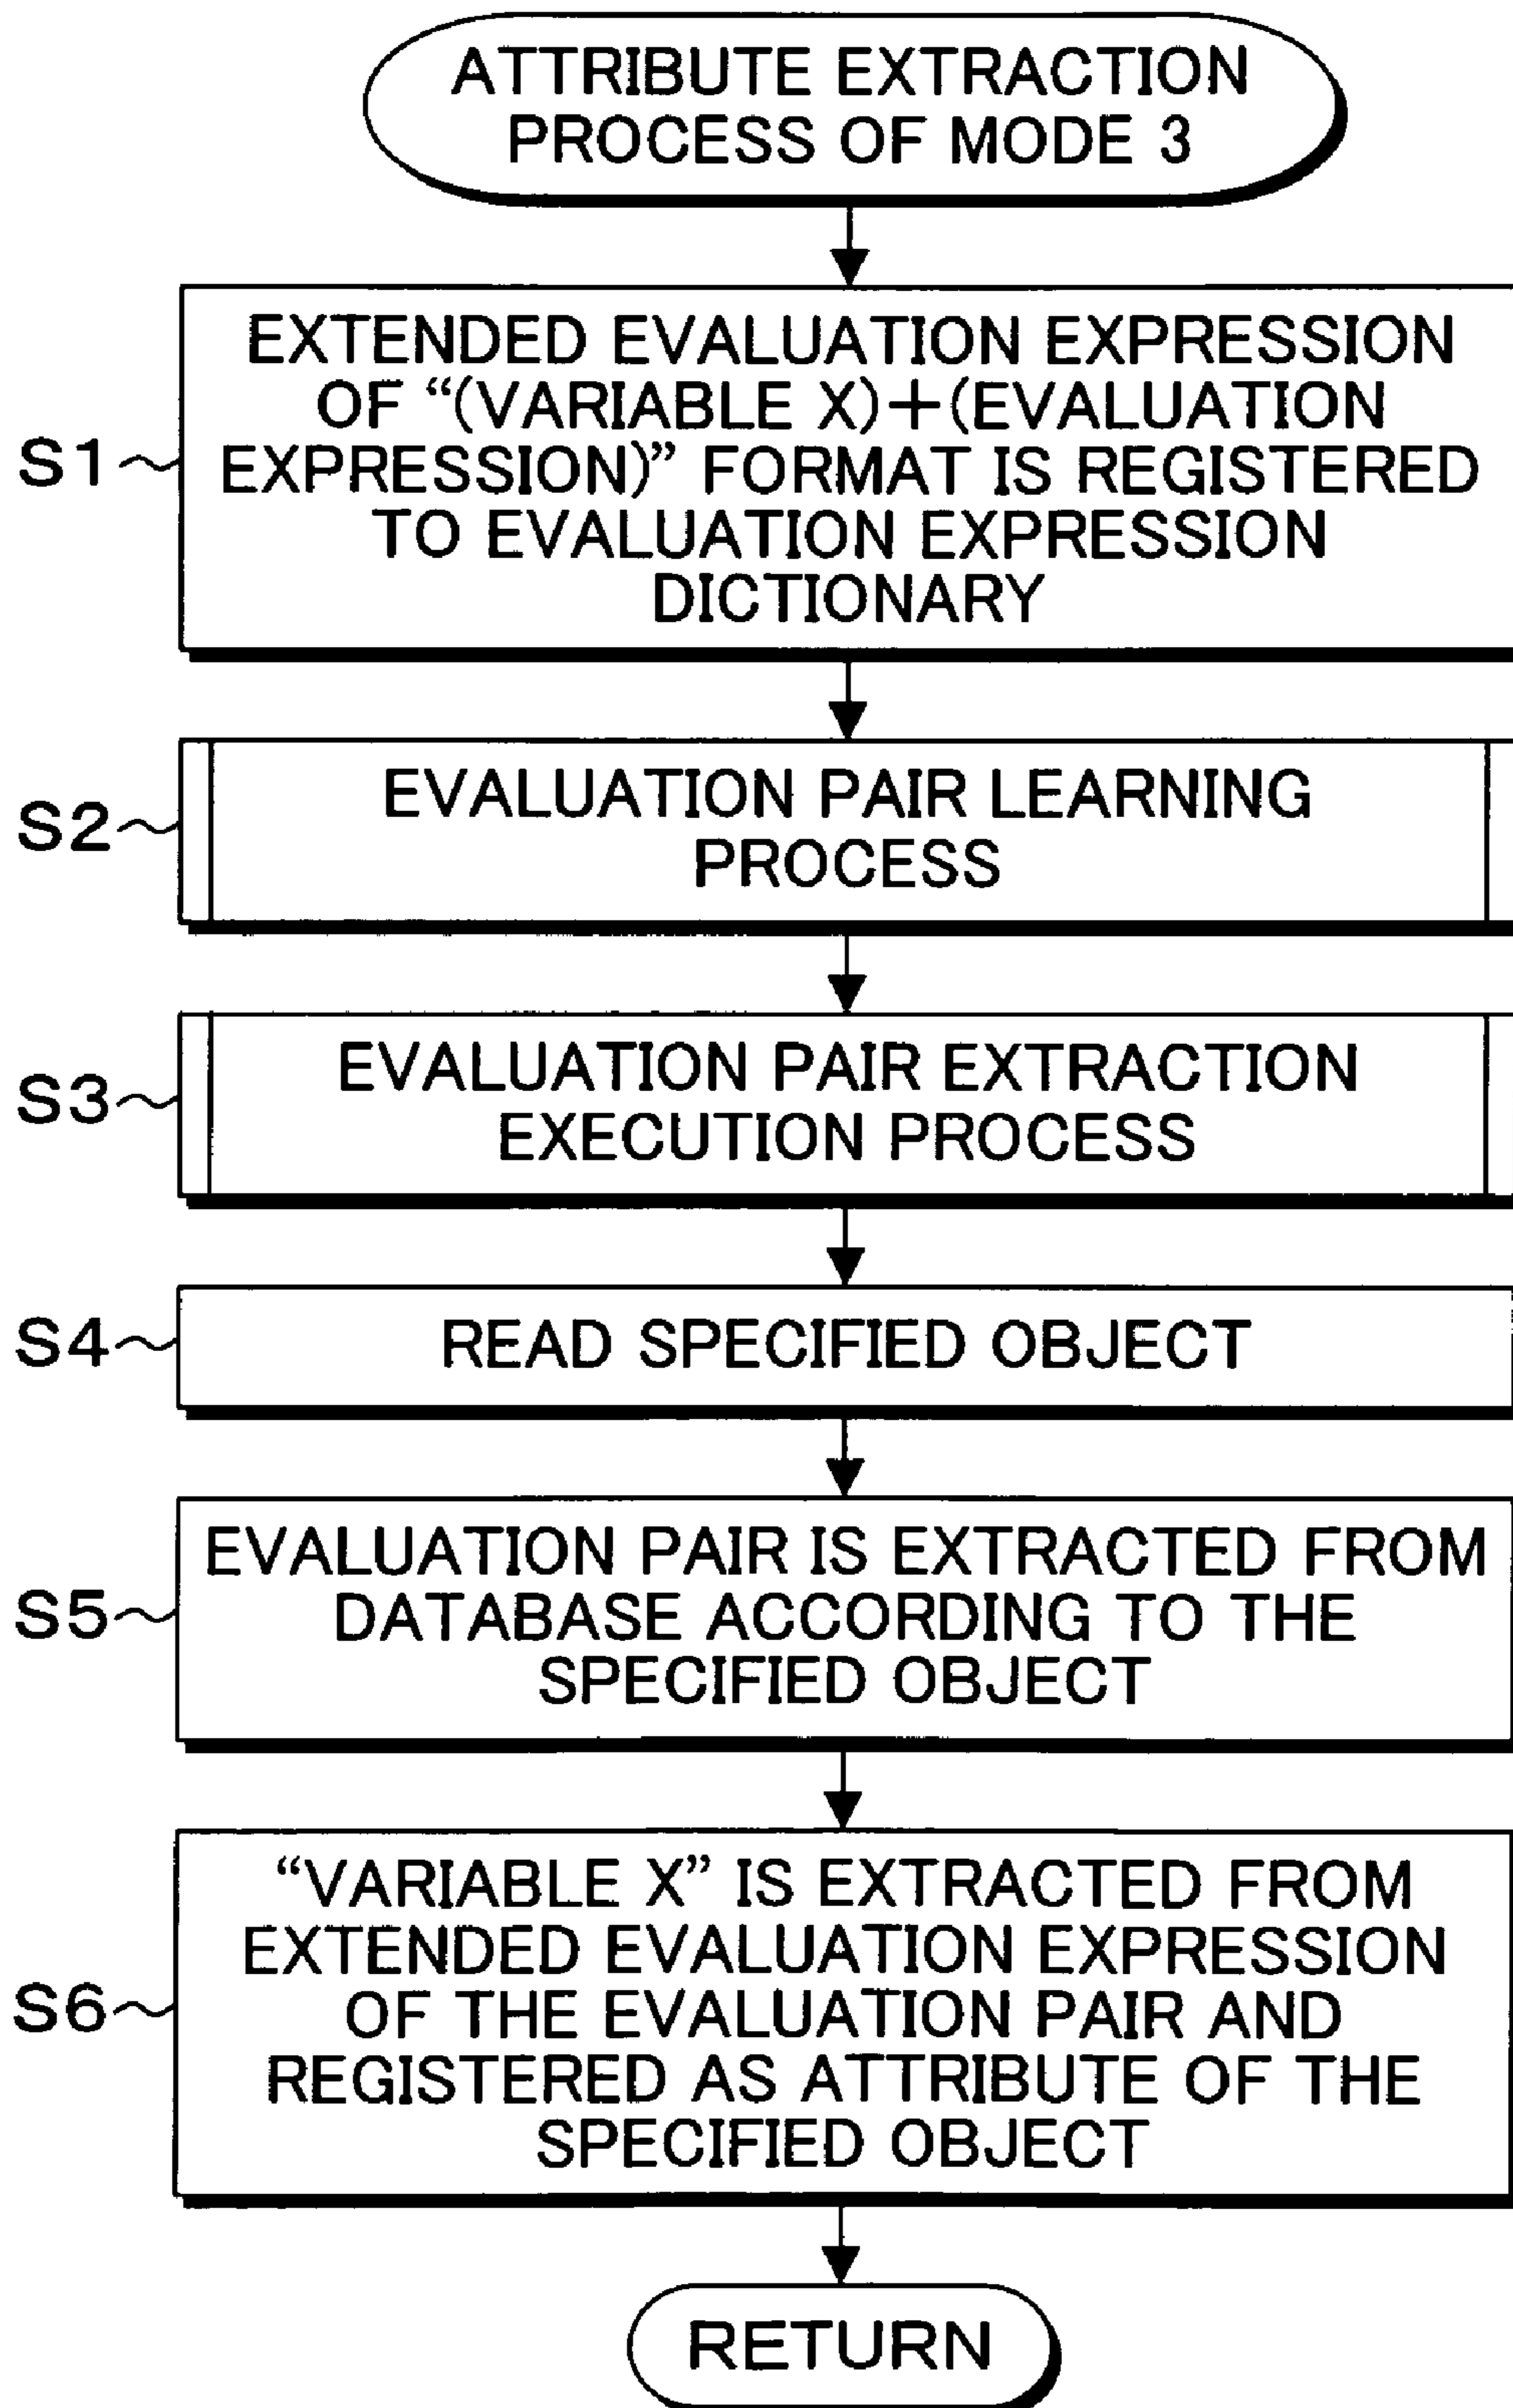 ATTRIBUTE EXTRACTION
PROCESS OF MODE 3
S1
EXTENDED EVALUATION EXPRESSION
OF “(VARIABLE X)+(EVALUATION
EXPRESSION)” FORMAT IS REGISTERED
TO EVALUATION EXPRESSION
DICTIONARY
S2
EVALUATION PAIR LEARNING
PROCESS
S3
EVALUATION PAIR EXTRACTION
EXECUTION PROCESS
S4
READ SPECIFIED OBJECT
S5
EVALUATION PAIR IS EXTRACTED FROM
DATABASE ACCORDING TO THE
SPECIFIED OBJECT
S6
“VARIABLE X” IS EXTRACTED FROM
EXTENDED EVALUATION EXPRESSION
OF THE EVALUATION PAIR AND
REGISTERED AS ATTRIBUTE OF THE
SPECIFIED OBJECT
RETURN